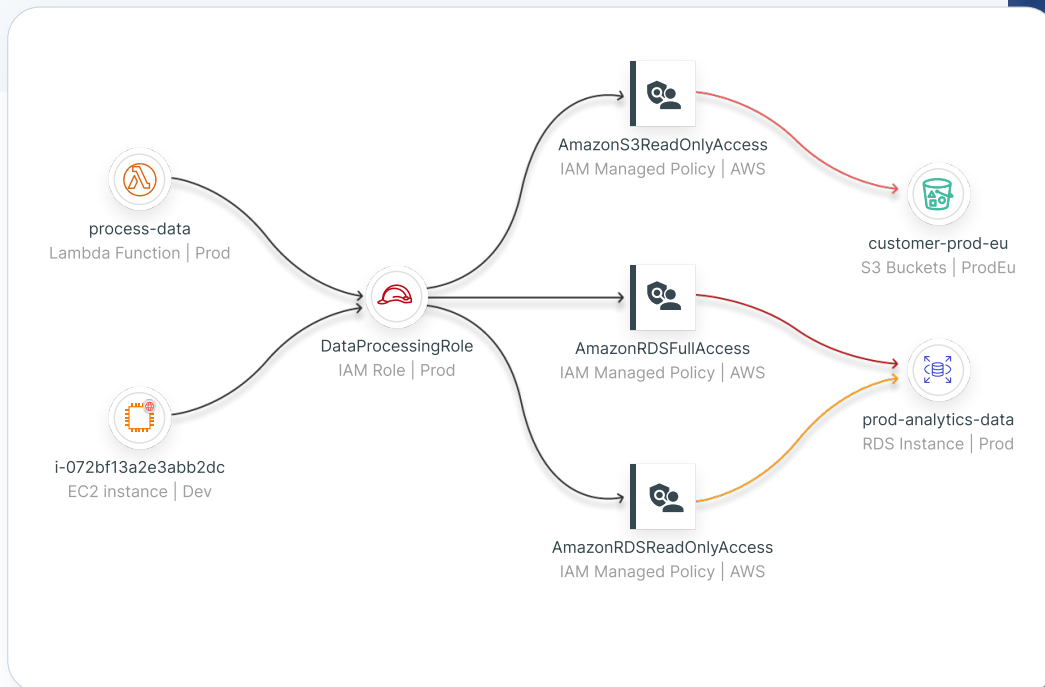 AmazonS3ReadOnlyAccess
IAM Managed Policy | AWS
process-data
Lambda Function | Prod
customer-prod-eu
S3 Buckets | ProdEu
DataProcessingRole
IAM Role | Prod
AmazonRDSFullAccess
IAM Managed Policy | AWS
prod-analytics-data
RDS Instance | Prod
i-072bf13a2e3abb2dc
EC2 instance | Dev
AmazonRDSReadOnlyAccess
IAM Managed Policy | AWS